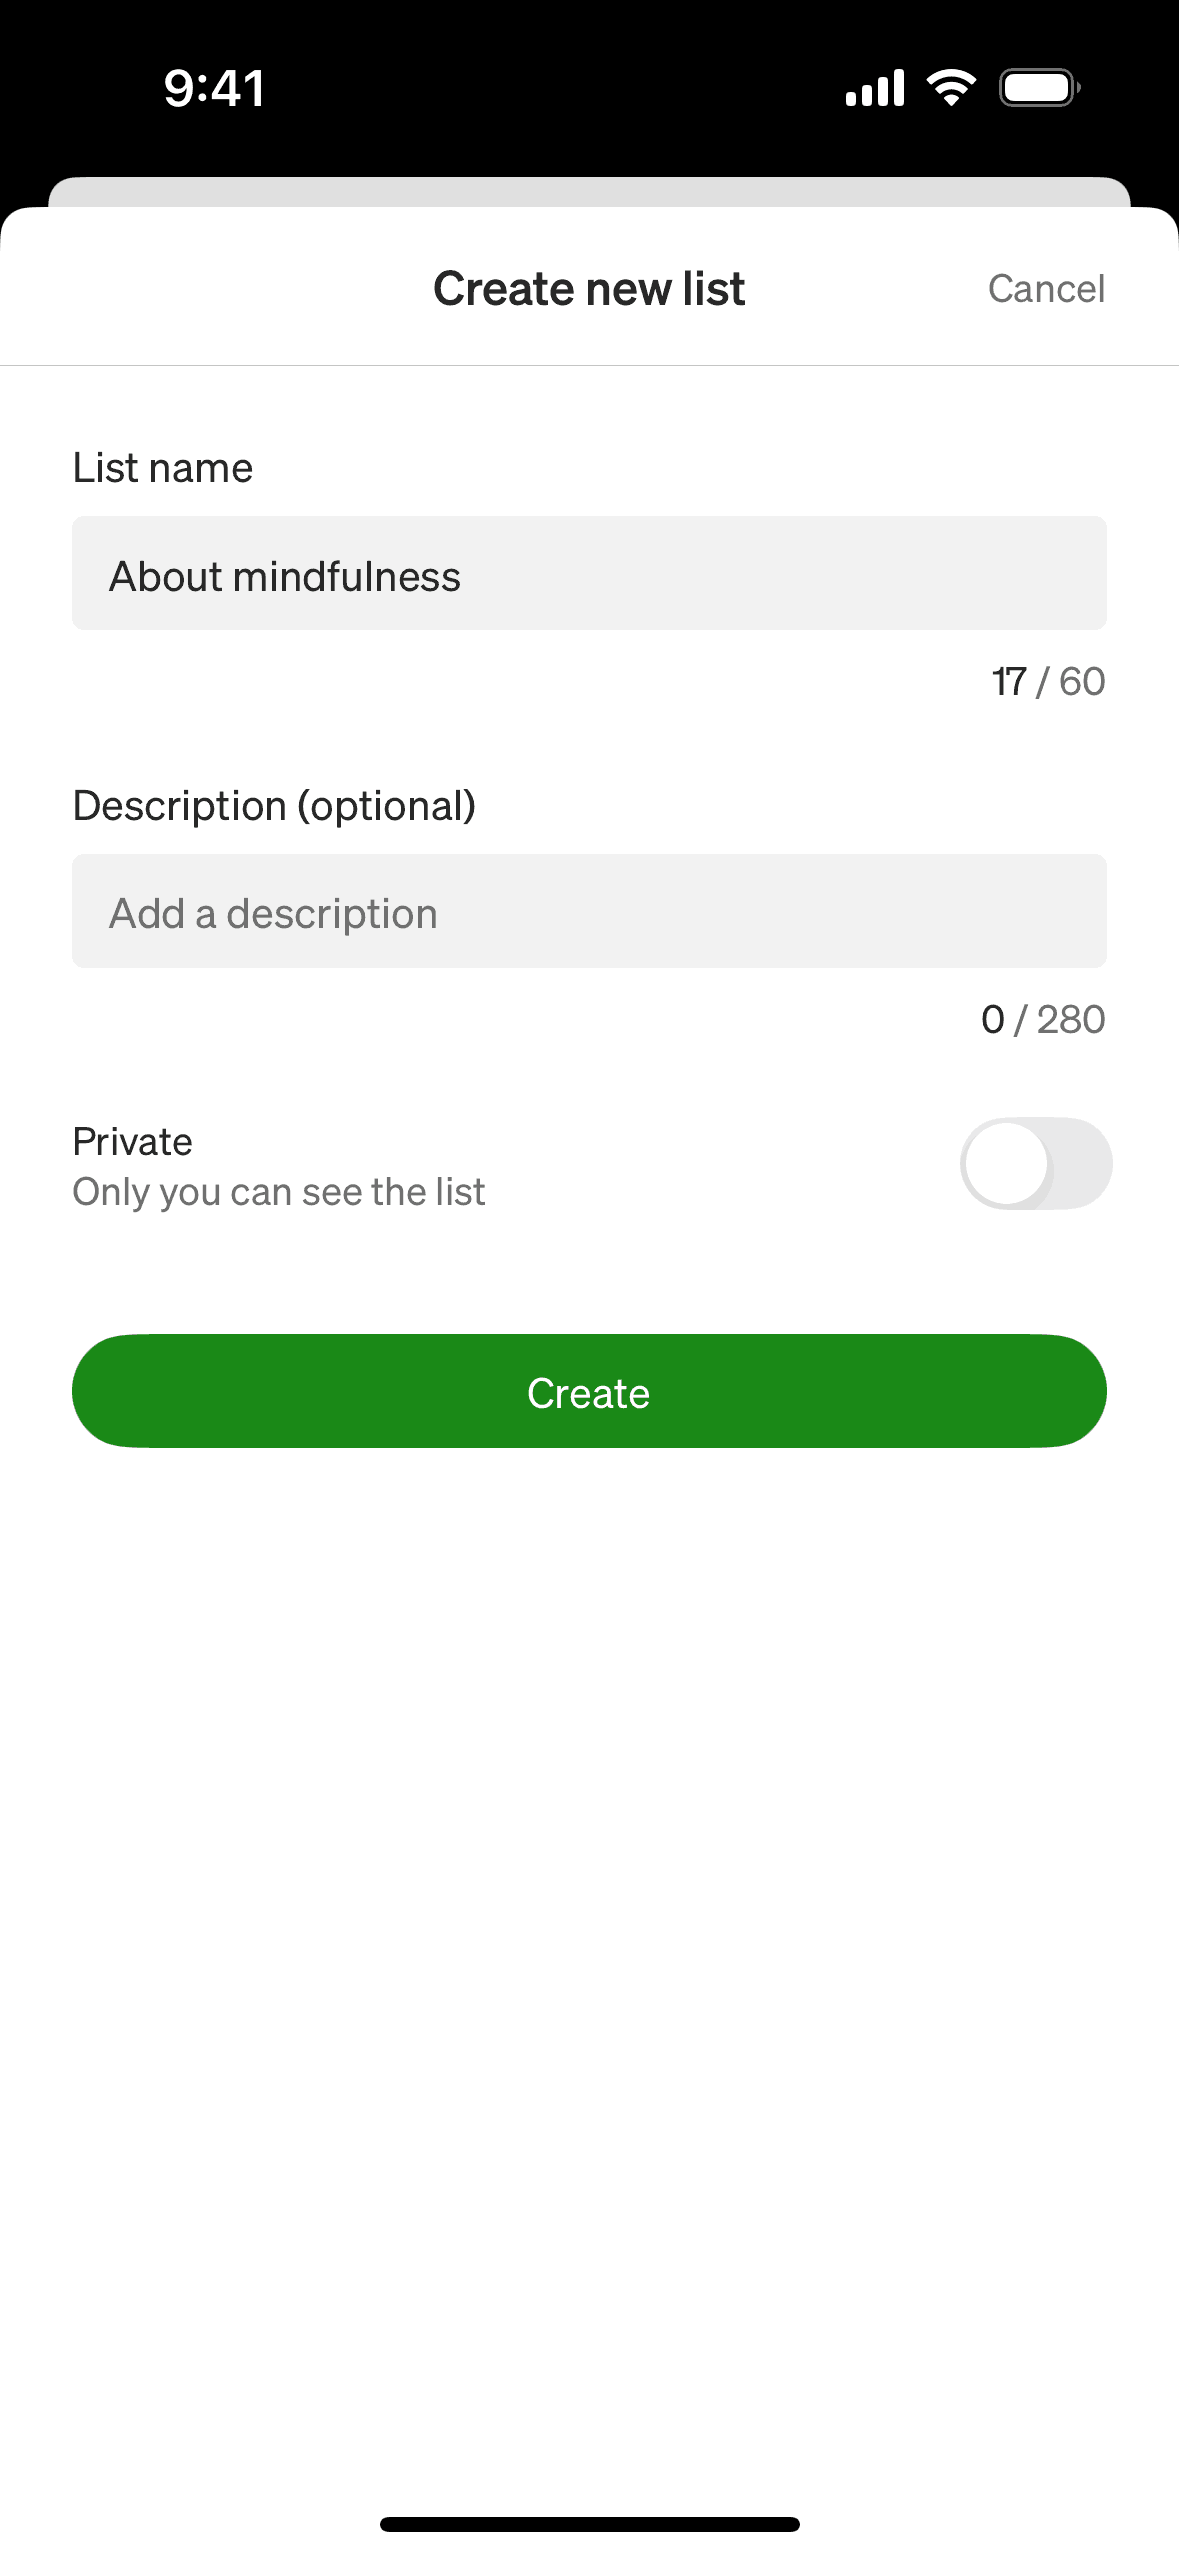 9:41
Create new list
Cancel
List name
About mindfulness
17 / 60
Description (optional)
Add a description
0 / 280
Private
Only you can see the list
Create